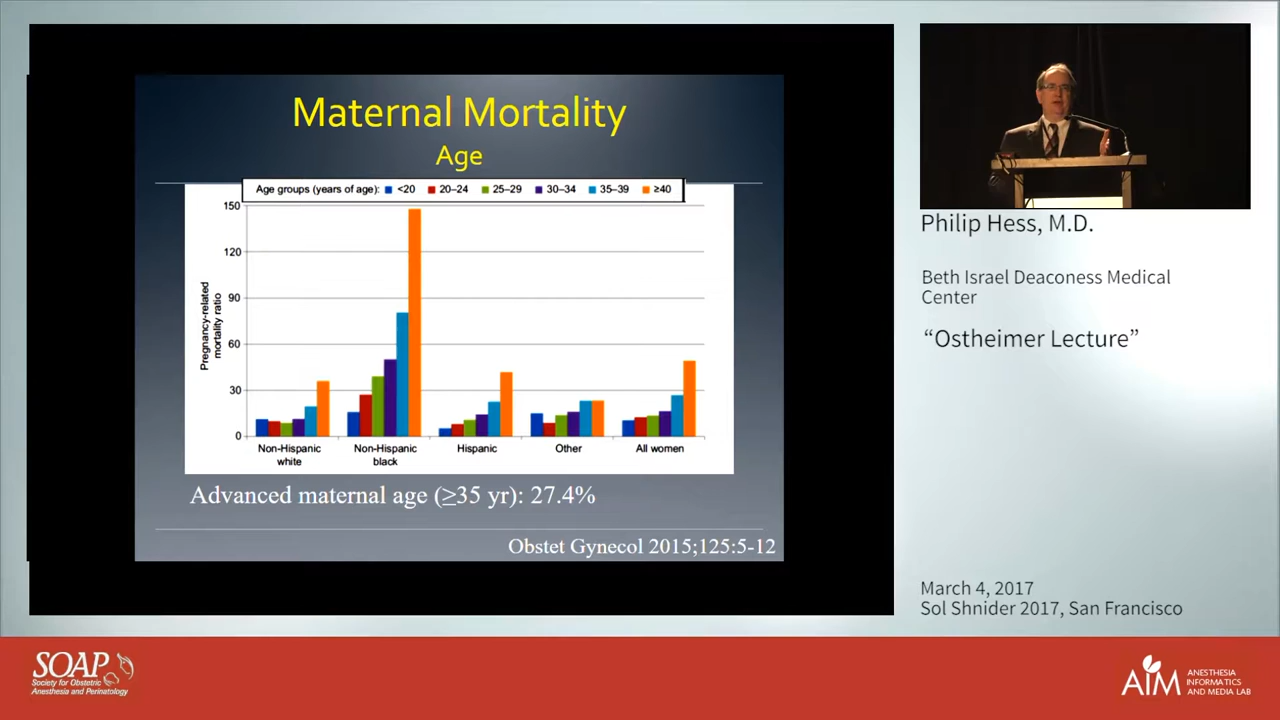 Maternal Mortality
Age
Age groups (years of age): <20 20–24 25–29 30–34 35–39 ≥40
Pregnancy-related
mortality ratio
150
120
90
60
30
0
Non-Hispanic
white
Non-Hispanic
black
Hispanic
Other
All women
Advanced maternal age (≥35 yr): 27.4%
Obstet Gynecol 2015;125:5-12
Philip Hess, M.D.
Beth Israel Deaconess Medical
Center
“Ostheimer Lecture”
March 4, 2017
Sol Shnider 2017, San Francisco
SOAP
Society for Obstetric
Anesthesia and Perinatology
AIM
ANESTHESIA
INFORMATICS
AND MEDIA LAB